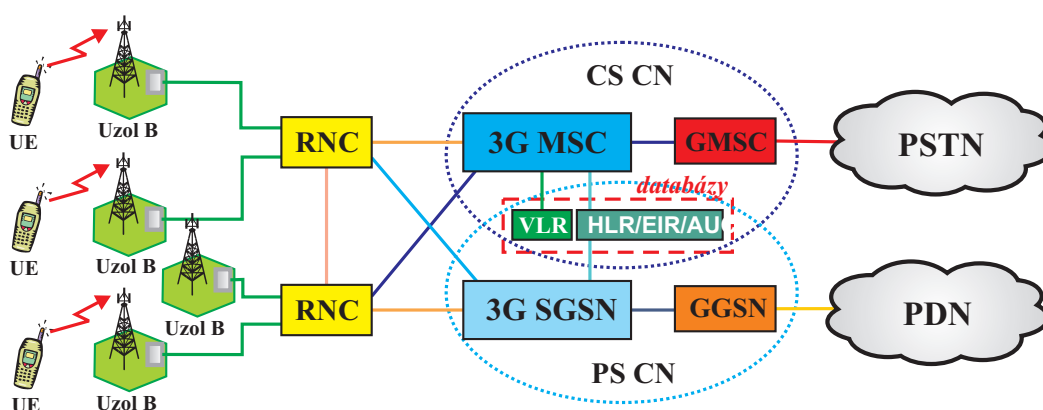 CS CN
UE
Uzol B
RNC
3G MSC
GMSC
PSTN
databázy
VLR
HLR/EIR/AU
UE
Uzol B
Uzol B
RNC
3G SGSN
GGSN
PDN
PS CN
UE
Uzol B